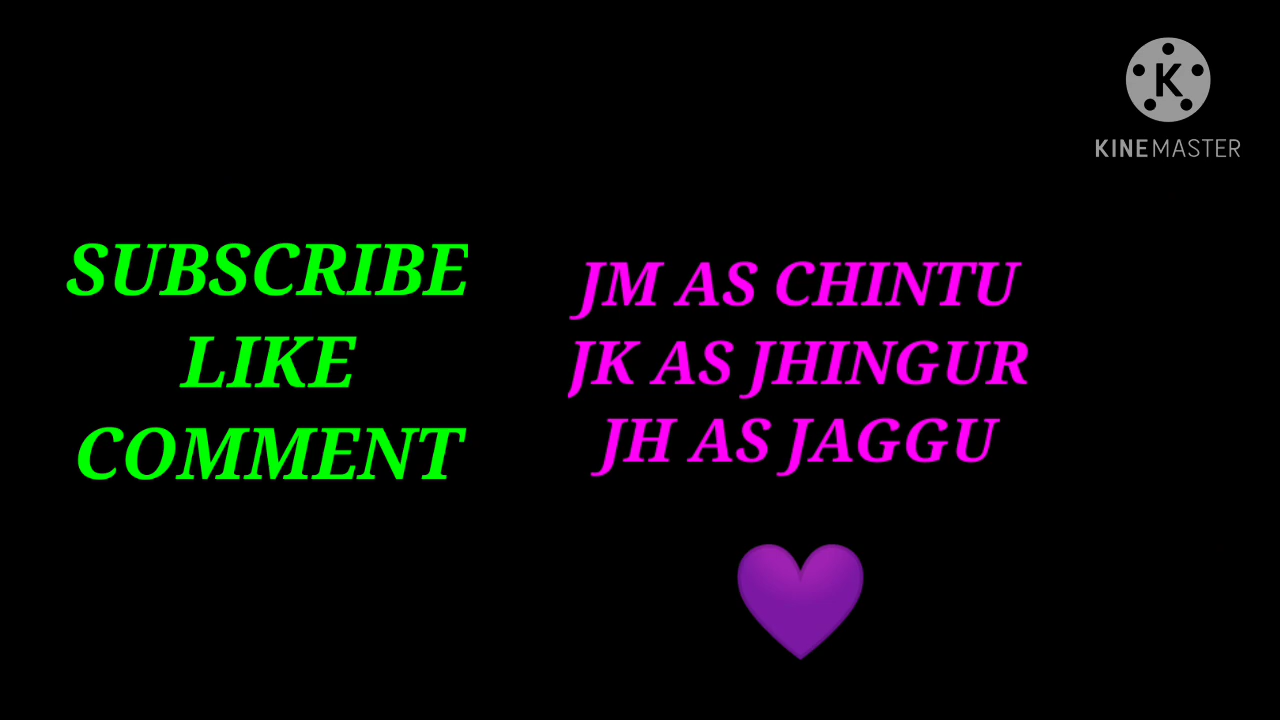 KINEMASTER
SUBSCRIBE
LIKE
COMMENT
JM AS CHINTU
JK AS JHINGUR
JH AS JAGGU